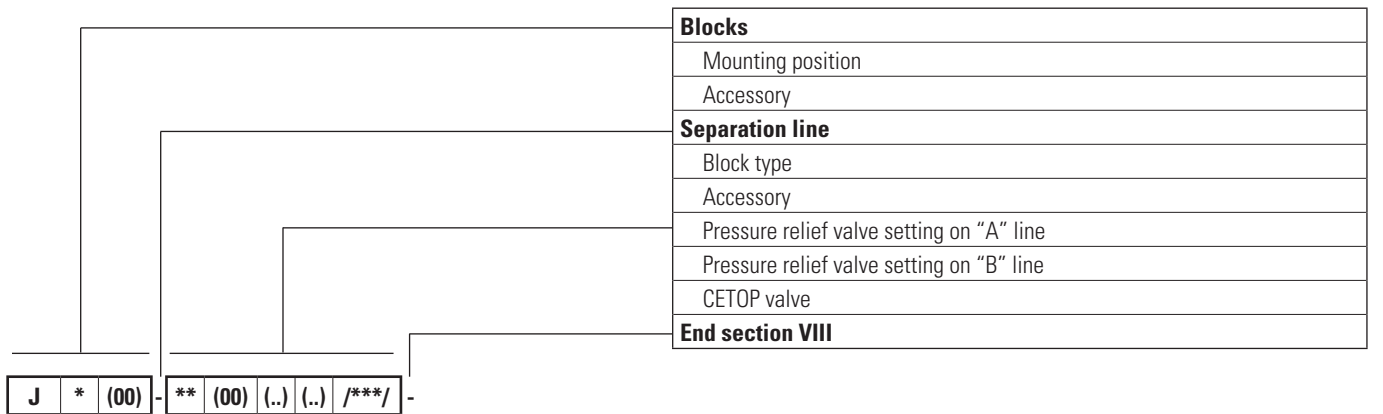 Blocks
Mounting position
Accessory
Separation line
Block type
Accessory
Pressure relief valve setting on “A” line
Pressure relief valve setting on “B” line
CETOP valve
End section VIII
J * (00) - ** (00) (..) (..) /***/ -